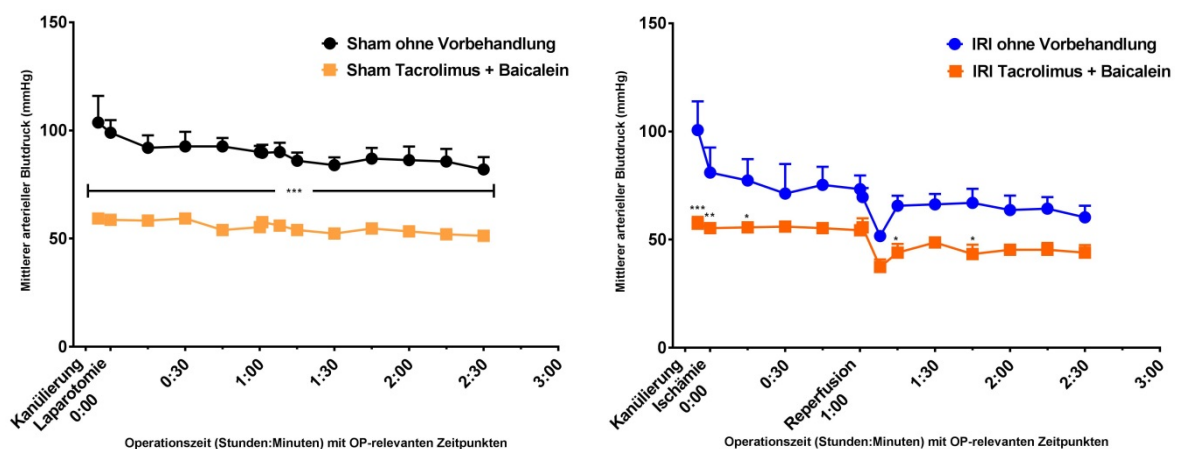 Mittlerer arterieller Blutdruck (mmHg)
150
100
50
0
Sham ohne Vorbehandlung
Sham Tacrolimus + Baicalein
***
Kanülierung
Laparotomie
0:00
0:30
1:00
1:30
2:00
2:30
3:00
Operationszeit (Stunden:Minuten) mit OP-relevanten Zeitpunkten
Mittlerer arterieller Blutdruck (mmHg)
150
100
50
0
IRI ohne Vorbehandlung
IRI Tacrolimus + Baicalein
***
**
*
*
*
Kanülierung
Ischämie
0:00
0:30
Reperfusion
1:00
1:30
2:00
2:30
3:00
Operationszeit (Stunden:Minuten) mit OP-relevanten Zeitpunkten